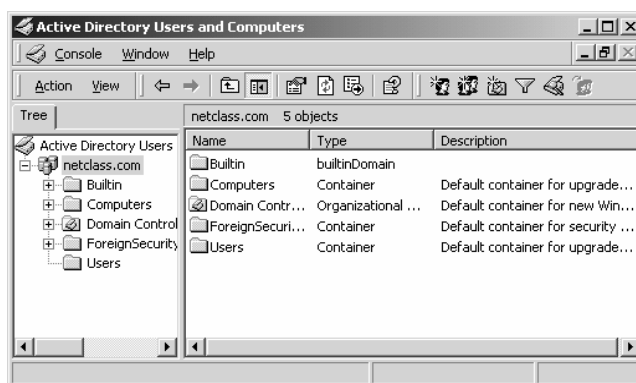 Active Directory Users and Computers
Console Window Help
Action View
Tree
netclass.com 5 objects
Active Directory Users
netclass.com
Builtin
Computers
Domain Control
ForeignSecurity
Users
Name Type Description
Builtin builtinDomain
Computers Container Default container for upgrade...
Domain Contr... Organizational ... Default container for new Win...
ForeignSecuri... Container Default container for security ...
Users Container Default container for upgrade...